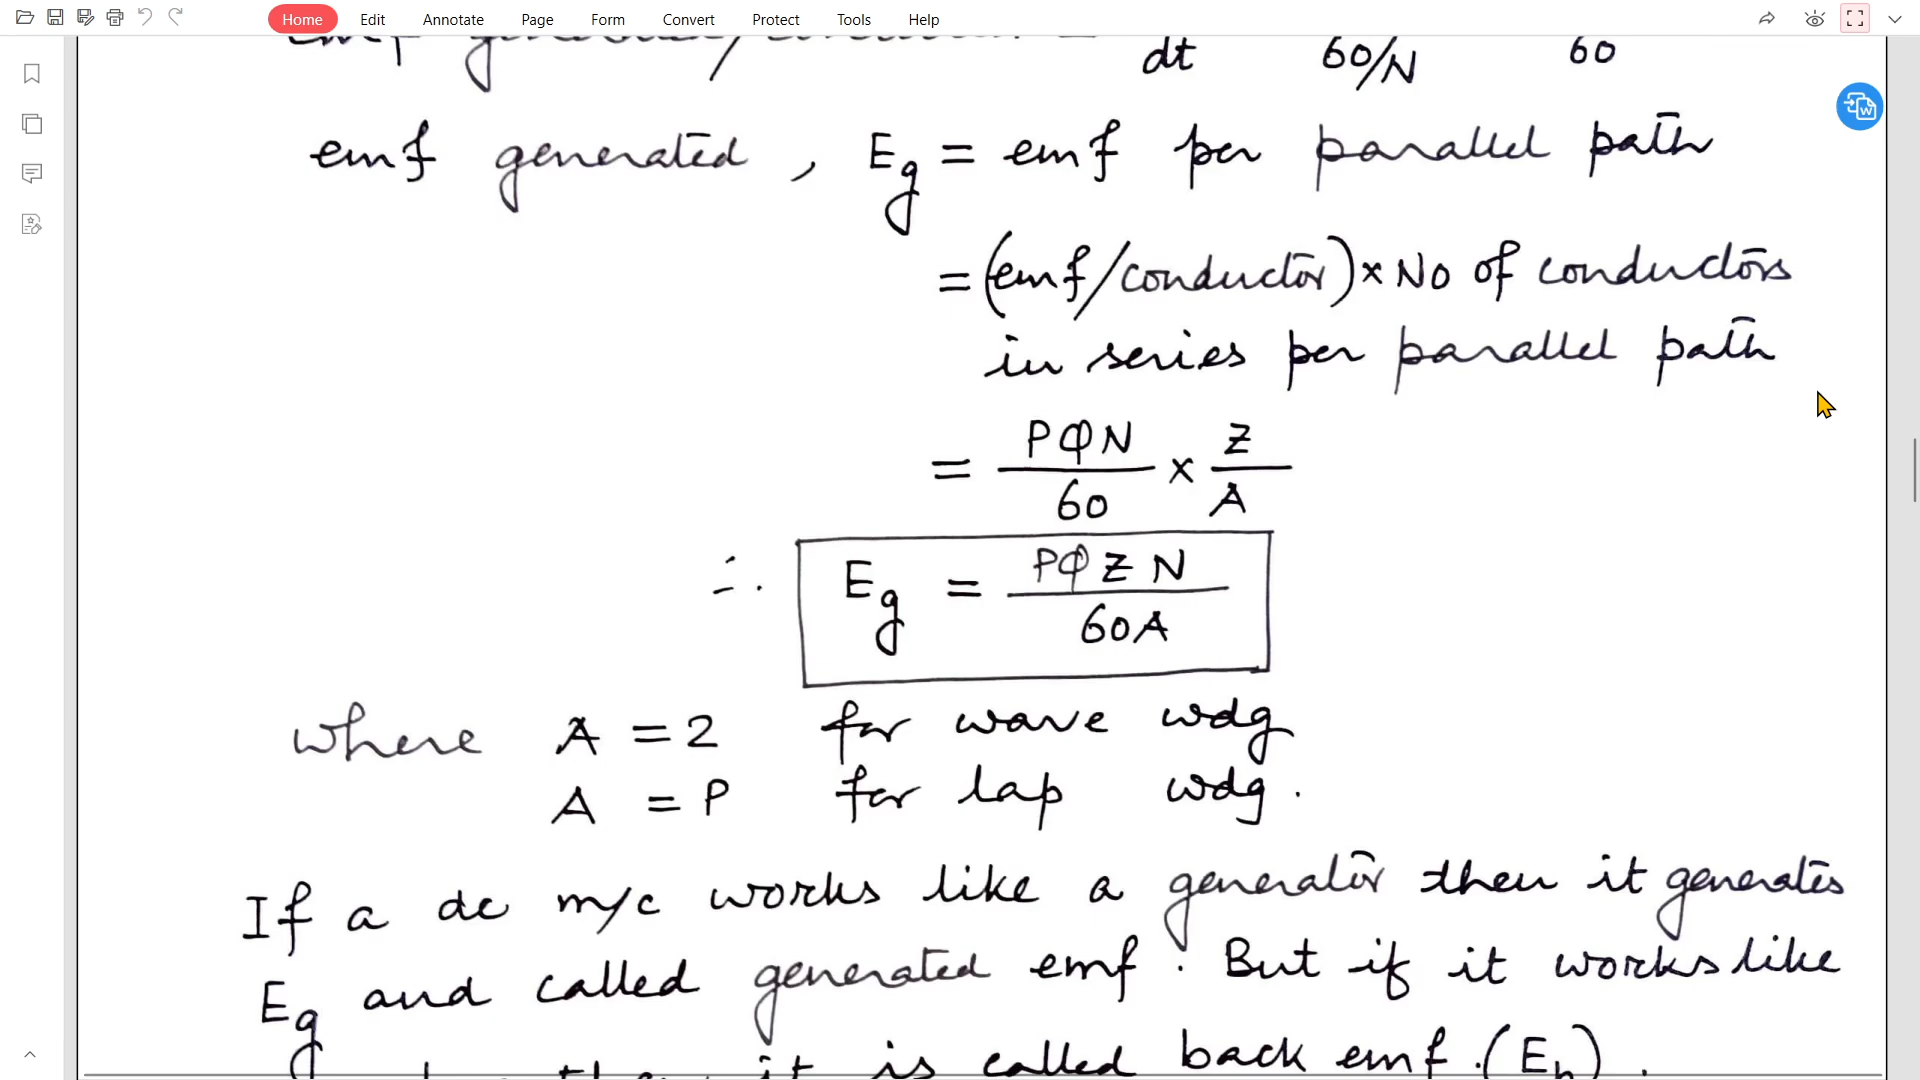 Home Edit Annotate Page Form Convert Protect Tools Help
dt 60/N 60
emf generated, Eg = emf per parallel path
= (emf/conductor) × No of conductors
in series per parallel path
= PΦN/60 × Z/A
∴ Eg = PΦZN/60A
where A = 2 for wave wdg
A = P for lap wdg.
If a dc m/c works like a generator then it generates
Eg and called generated emf. But if it works like
it is called back emf. (Eb).